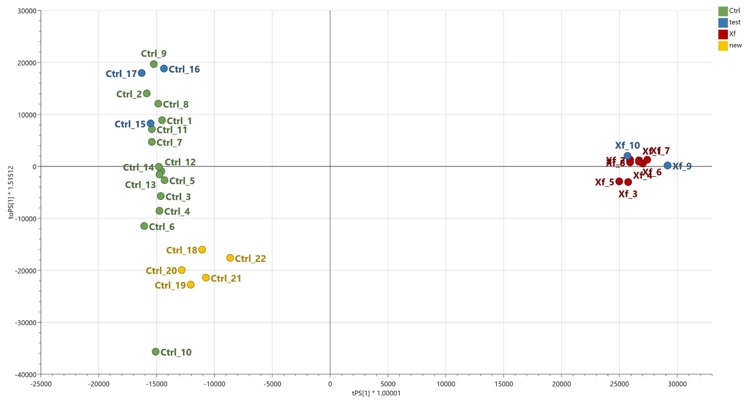 30000
20000
10000
0
-10000
-20000
-30000
-40000
-25000
-20000
-15000
-10000
-5000
0
5000
10000
15000
20000
25000
30000
toPS[1] * 1.51512
tPS[1] * 1.00001
Ctrl
test
Xf
new
Ctrl_9
Ctrl_17
Ctrl_16
Ctrl_2
Ctrl_8
Ctrl_1
Ctrl_15
Ctrl_11
Ctrl_7
Ctrl_14
Ctrl_12
Ctrl_13
Ctrl_5
Ctrl_3
Ctrl_4
Ctrl_6
Ctrl_18
Ctrl_22
Ctrl_20
Ctrl_21
Ctrl_19
Ctrl_10
Xf_10
Xf_7
Xf_9
Xf_6
Xf_5
Xf_4
Xf_3